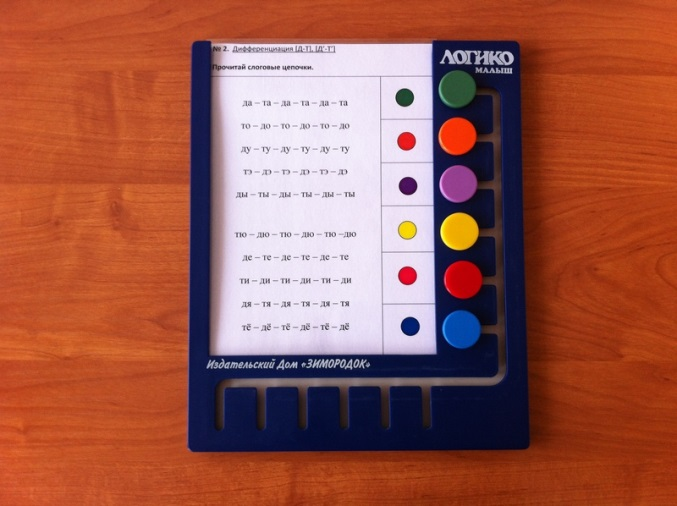 № 2. Дифференциация [Д-Т], [Д'-Т']
ЛОГИКО
МАЛЫШ
Прочитай слоговые цепочки.
да – та – да – та – да – та
то – до – то – до – то – до
ду – ту – ду – ту – ду – ту
тэ – дэ – тэ – дэ – тэ – дэ
ды – ты – ды – ты – ды – ты
тю – дю – тю – дю – тю –дю
де – те – де – те – де – те
ти – ди – ти – ди – ти – ди
дя – тя – дя – тя – дя – тя
тё – дё – тё – дё – тё – дё
Издательский Дом «ЗИМОРОДОК»